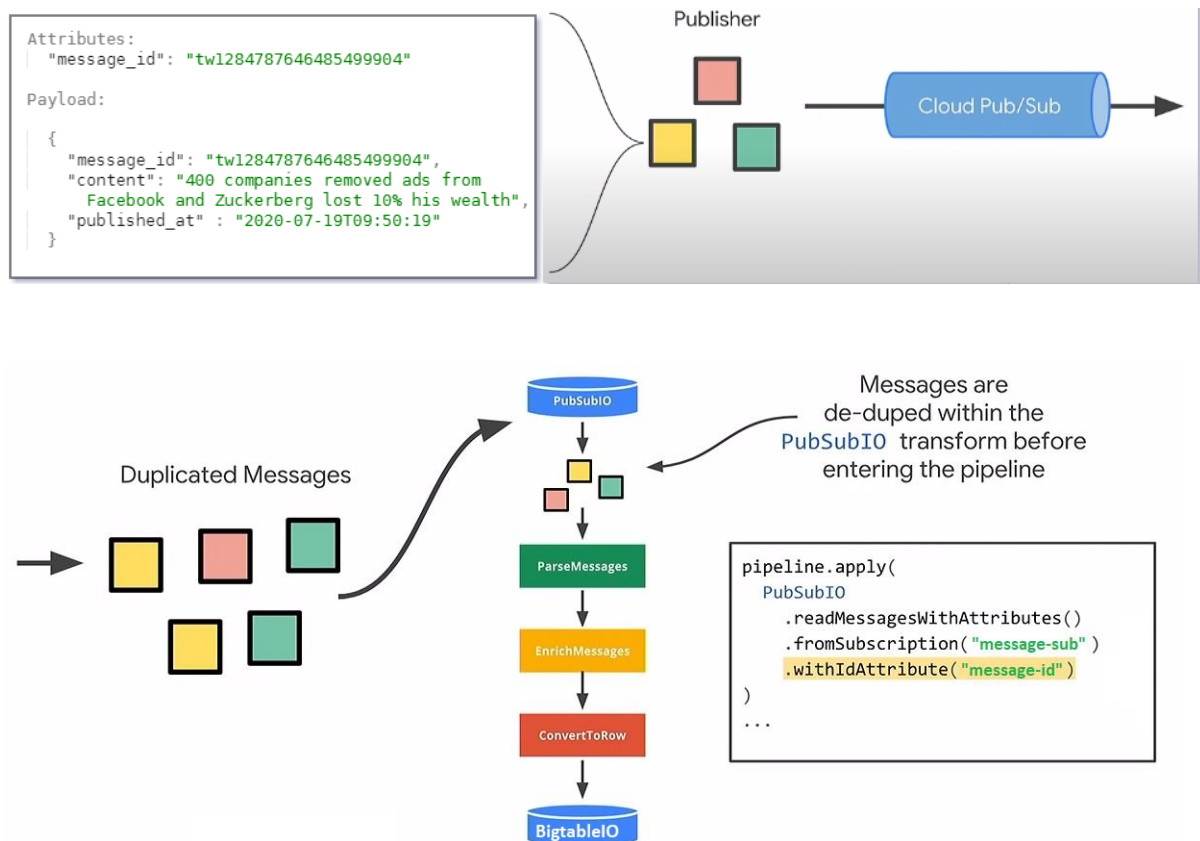 Attributes:
"message_id": "tw1284787646485499904"
Payload:
{
"message_id": "tw1284787646485499904",
"content": "400 companies removed ads from
Facebook and Zuckerberg lost 10% his wealth",
"published_at" : "2020-07-19T09:50:19"
}
Publisher
Cloud Pub/Sub
Duplicated Messages
PubSubIO
ParseMessages
EnrichMessages
ConvertToRow
BigtableIO
Messages are
de-duped within the
PubSubIO transform before
entering the pipeline
pipeline.apply(
PubSubIO
.readMessagesWithAttributes()
.fromSubscription("message-sub" )
.withIdAttribute("message-id")
)
...